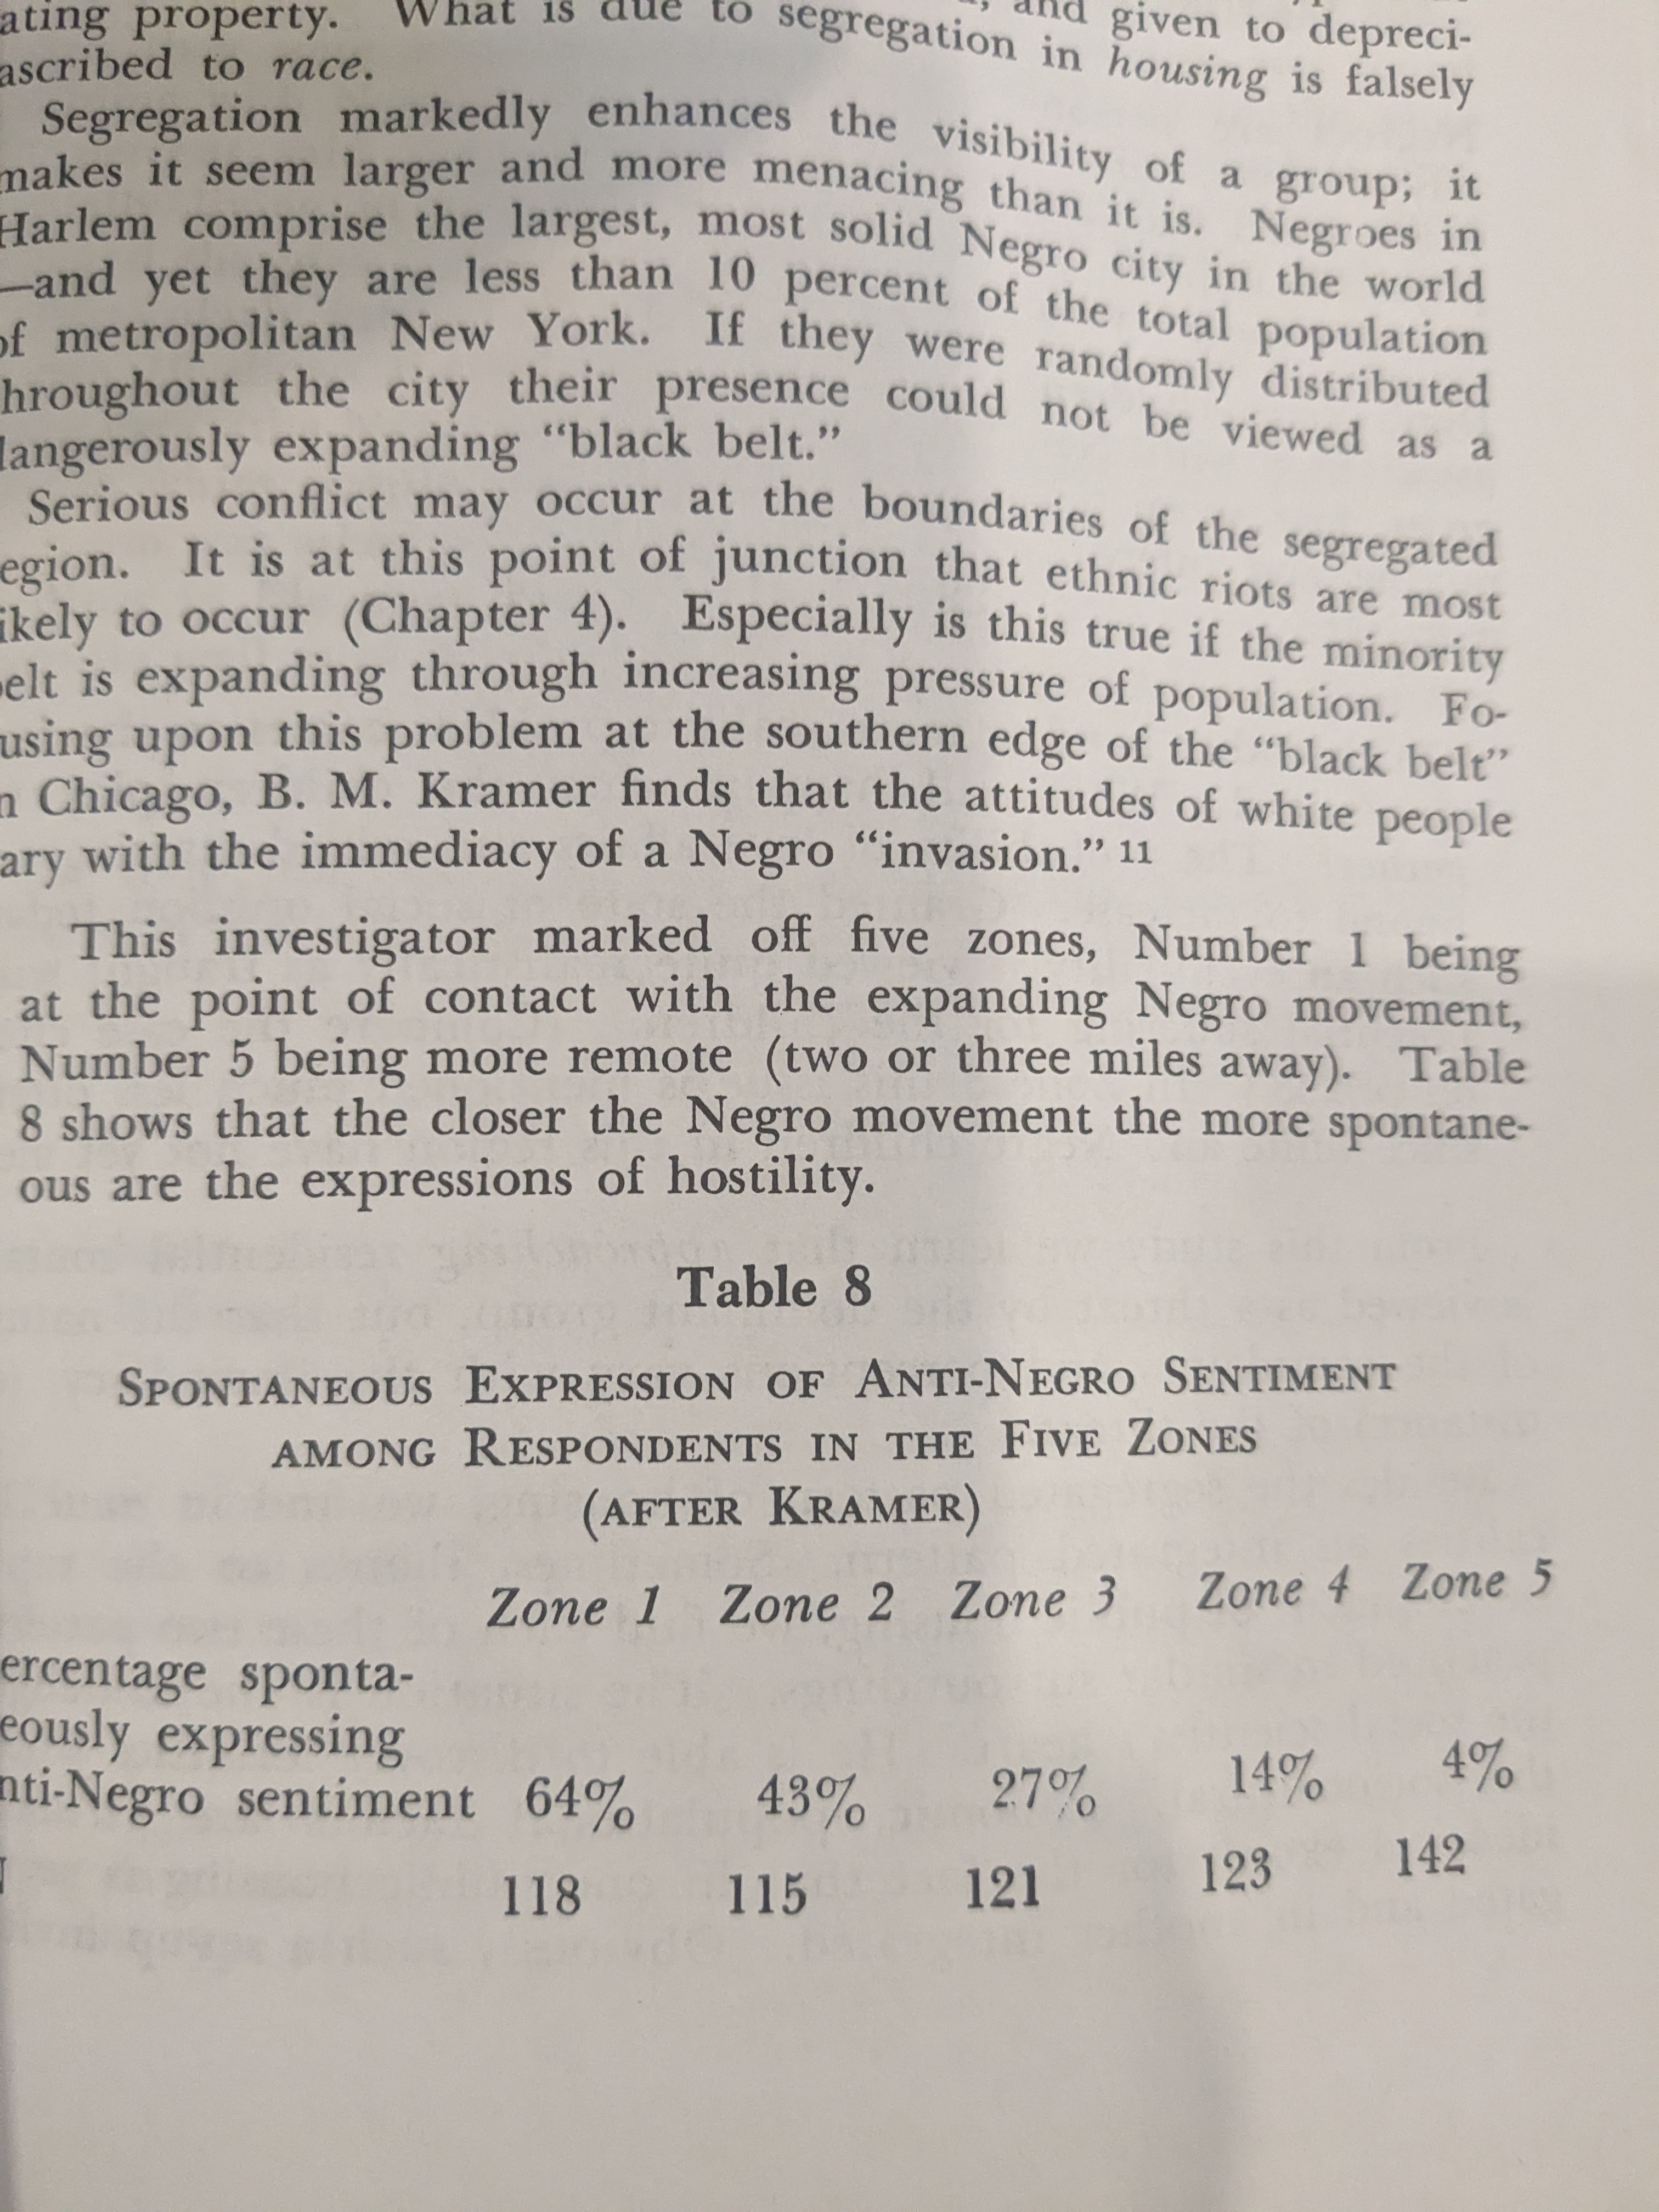 ating property. What is due to segregation in housing is falsely
and given to depreci-
ascribed to race.
Segregation markedly enhances the visibility of a group; it
makes it seem larger and more menacing than it is. Negroes in
Harlem comprise the largest, most solid Negro city in the world
—and yet they are less than 10 percent of the total population
of metropolitan New York. If they were randomly distributed
hroughout the city their presence could not be viewed as a
langerously expanding “black belt.”
Serious conflict may occur at the boundaries of the segregated
egion. It is at this point of junction that ethnic riots are most
ikely to occur (Chapter 4). Especially is this true if the minority
elt is expanding through increasing pressure of population. Fo-
using upon this problem at the southern edge of the “black belt”
n Chicago, B. M. Kramer finds that the attitudes of white people
ary with the immediacy of a Negro “invasion.” 11
This investigator marked off five zones, Number 1 being
at the point of contact with the expanding Negro movement,
Number 5 being more remote (two or three miles away). Table
8 shows that the closer the Negro movement the more spontane-
ous are the expressions of hostility.
Table 8
SPONTANEOUS EXPRESSION OF ANTI-NEGRO SENTIMENT
AMONG RESPONDENTS IN THE FIVE ZONES
(AFTER KRAMER)
Zone 1 Zone 2 Zone 3 Zone 4 Zone 5
ercentage sponta-
eously expressing
nti-Negro sentiment 64% 43% 27% 14% 4%
118 115 121 123 142